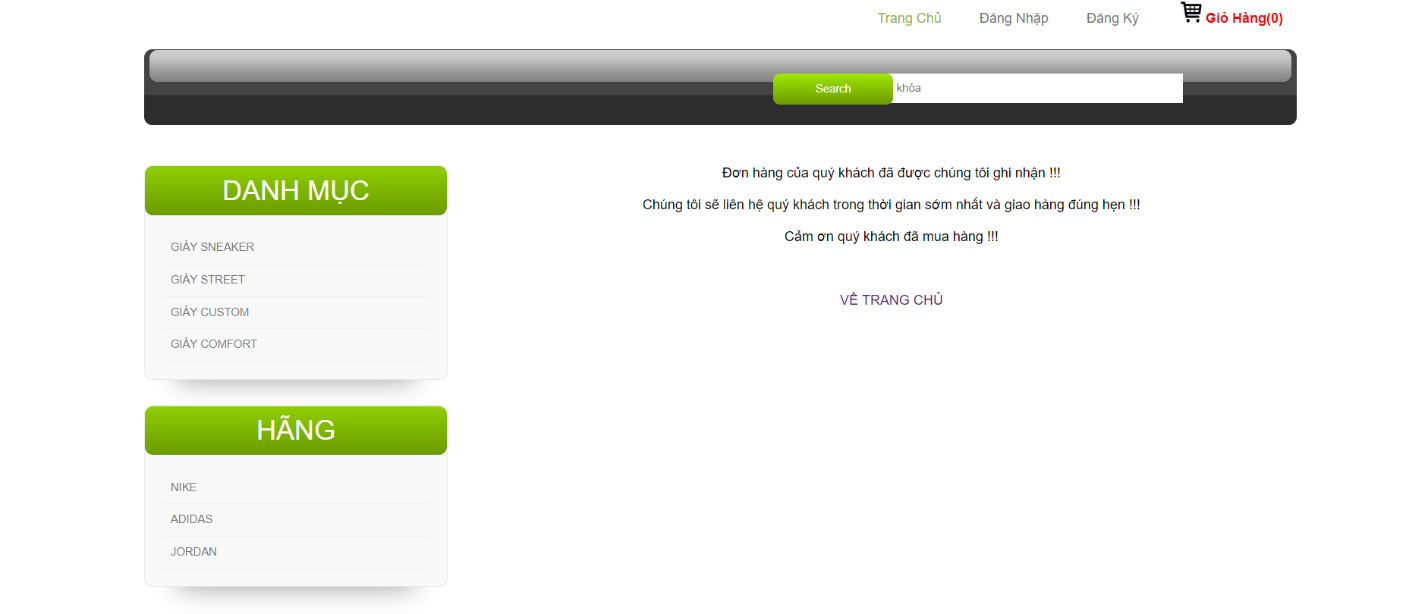 Trang Chủ Đăng Nhập Đăng Ký Giỏ Hàng(0)
Search khóa
DANH MỤC
GIÀY SNEAKER
GIÀY STREET
GIÀY CUSTOM
GIÀY COMFORT
HÃNG
NIKE
ADIDAS
JORDAN
Đơn hàng của quý khách đã được chúng tôi ghi nhận !!!
Chúng tôi sẽ liên hệ quý khách trong thời gian sớm nhất và giao hàng đúng hẹn !!!
Cảm ơn quý khách đã mua hàng !!!
VỀ TRANG CHỦ